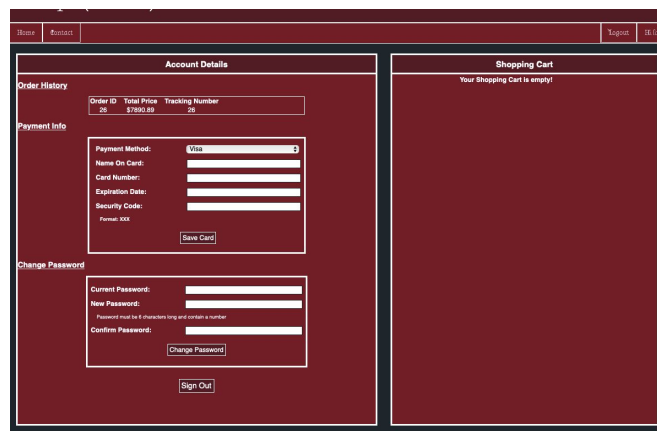 Home Contact Logout
Account Details
Order History
Order ID Total Price Tracking Number
26 $7890.89 26
Payment Info
Payment Method: Visa
Name On Card:
Card Number:
Expiration Date:
Security Code:
Format: XXX
Save Card
Change Password
Current Password:
New Password:
Password must be 6 characters long and contain a number
Confirm Password:
Change Password
Sign Out
Shopping Cart
Your Shopping Cart is empty!